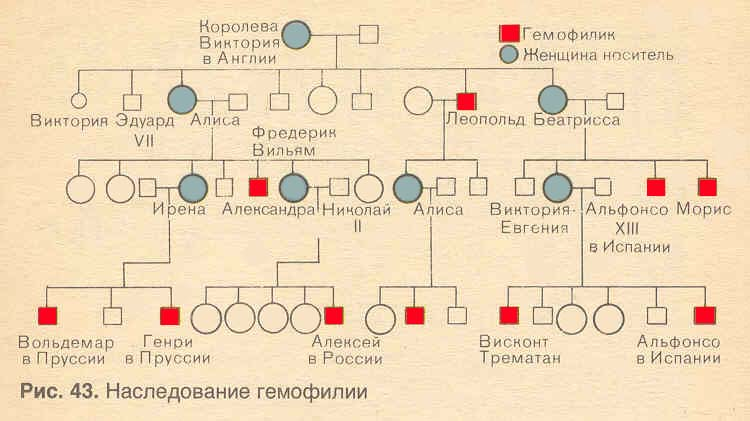 Королева
Виктория
в Англии
Гемофилик
Женщина носитель
Виктория Эдуард Алиса Леопольд Беатрисса
VII
Фредерик
Вильям
Ирена Александра Николай Алиса Виктория- Альфонсо Морис
II Евгения XIII
в Испании
Вольдемар Генри Алексей Висконт Альфонсо
в Пруссии в Пруссии в России Трематан в Испании
Рис. 43. Наследование гемофилии